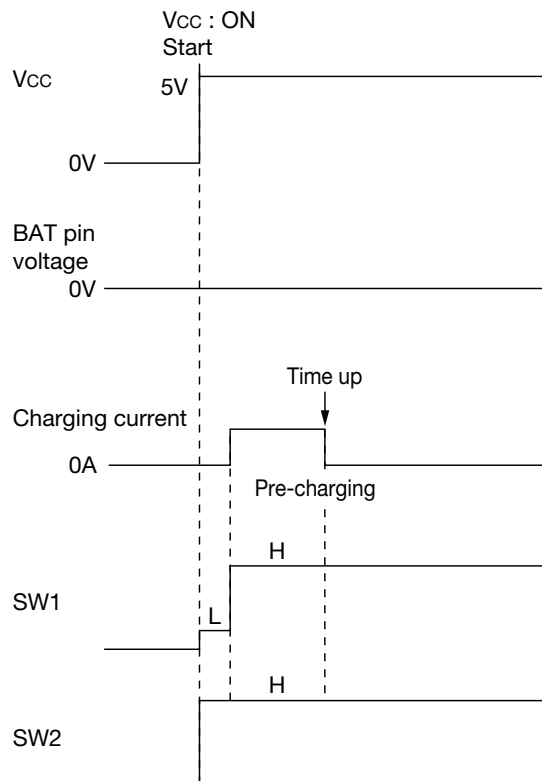 VCC : ON
Start
VCC
5V
0V
BAT pin
voltage
0V
Time up
Charging current
0A
Pre-charging
H
SW1
L
H
SW2